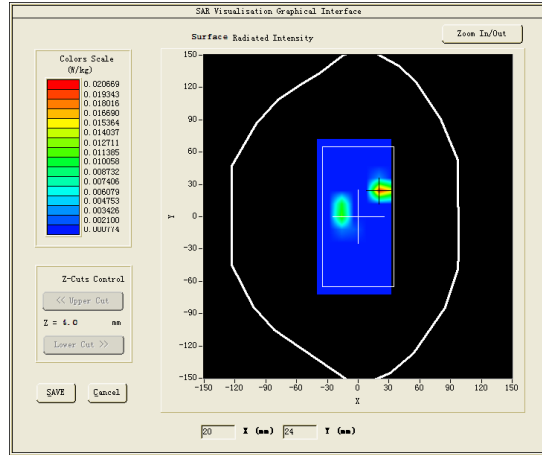 SAR Visualisation Graphical Interface
Surface Radiated Intensity
Zoom In/Out
Colors Scale
(W/kg)
0.020669
0.019343
0.018016
0.016690
0.015364
0.014037
0.012711
0.011385
0.010058
0.008732
0.007406
0.006079
0.004753
0.003426
0.002100
0.000774
Z-Cuts Control
<< Upper Cut
Z = 4.0 mm
Lower Cut >>
SAVE Cancel
150
120
90
60
30
0
-30
-60
-90
-120
-150
Y
-150 -120 -90 -60 -30 0 30 60 90 120 150
X
20 X (mm) 24 Y (mm)